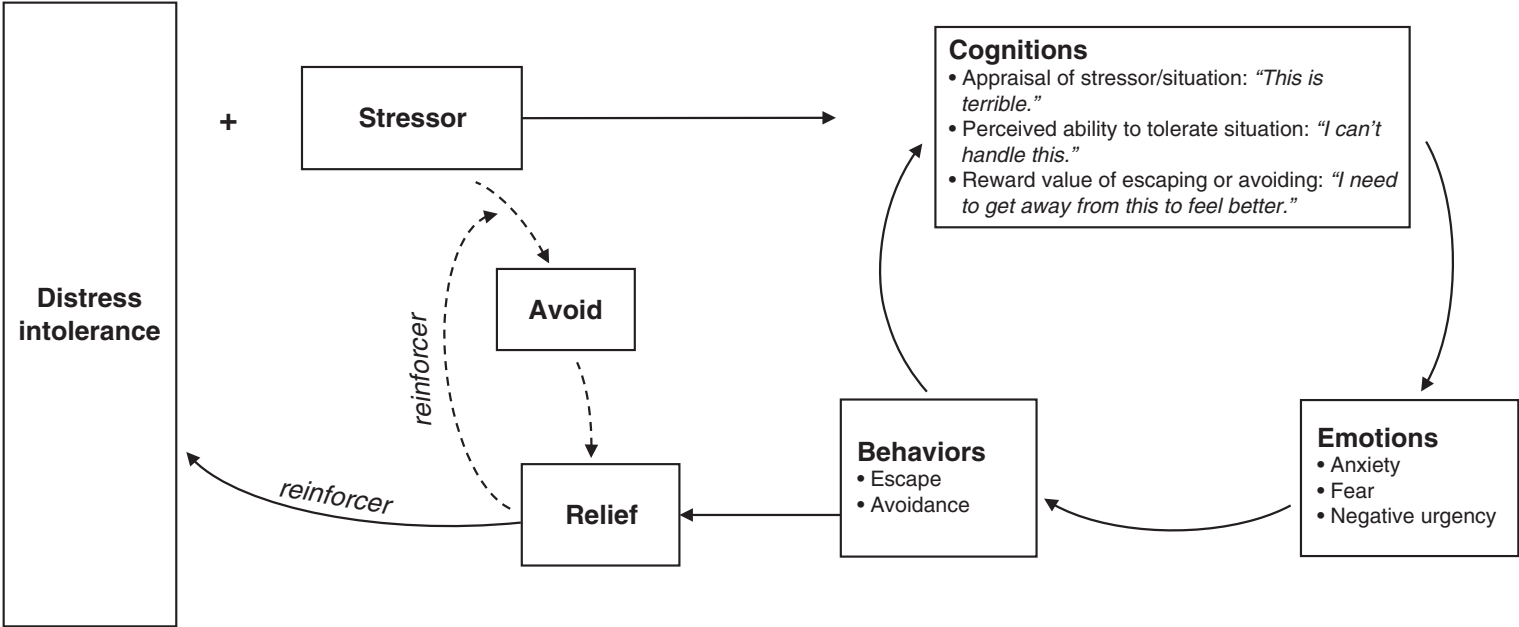 Distress
intolerance
+
Stressor
Cognitions
• Appraisal of stressor/situation: “This is
terrible.”
• Perceived ability to tolerate situation: “I can’t
handle this.”
• Reward value of escaping or avoiding: “I need
to get away from this to feel better.”
Avoid
reinforcer
Relief
reinforcer
Behaviors
• Escape
• Avoidance
Emotions
• Anxiety
• Fear
• Negative urgency